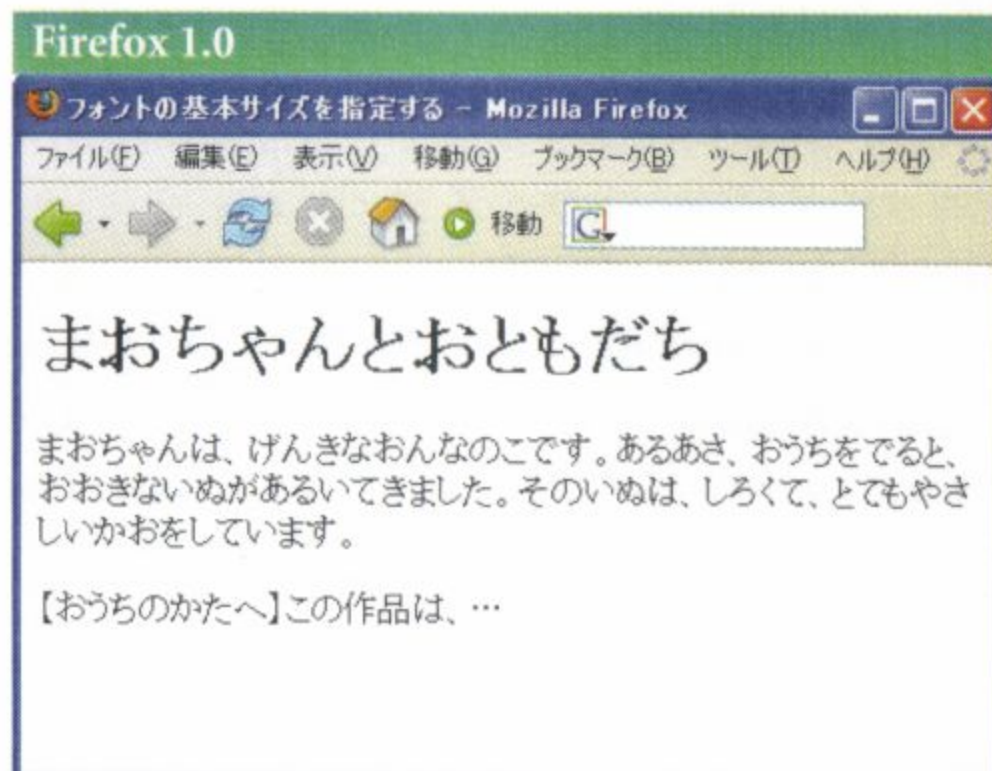 Firefox 1.0
フォントの基本サイズを指定する - Mozilla Firefox
ファイル(F) 編集(E) 表示(V) 移動(G) ブックマーク(B) ツール(T) ヘルプ(H)
移動 G
まおちゃんとおともだち
まおちゃんは、げんきなおんなのこです。あるあさ、おうちをでると、
おおきないぬがあるいてきました。そのいぬは、しろくて、とてもやさ
しいかおをしています。
【おうちのかたへ】この作品は、…